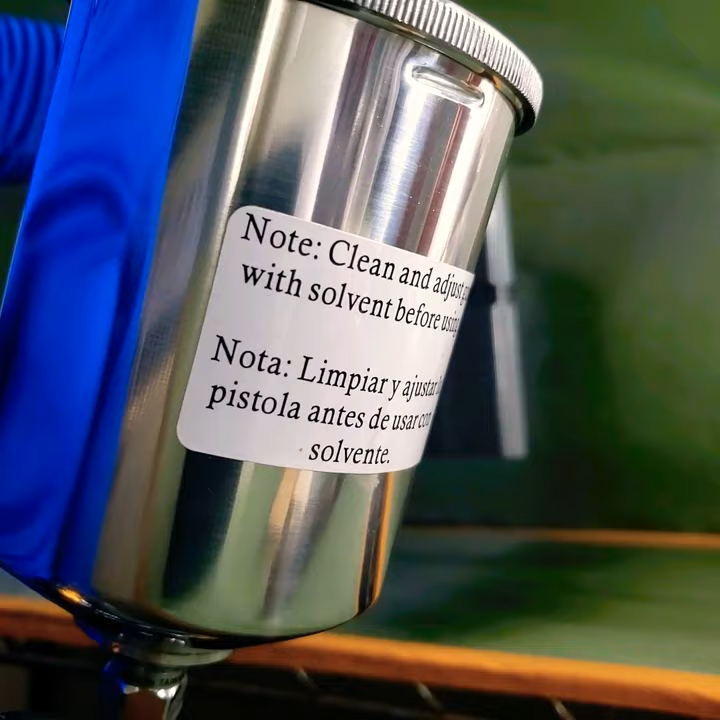 Note: Clean and adjust
with solvent before using
Nota: Limpiar y ajustar
pistola antes de usar con
solvente.